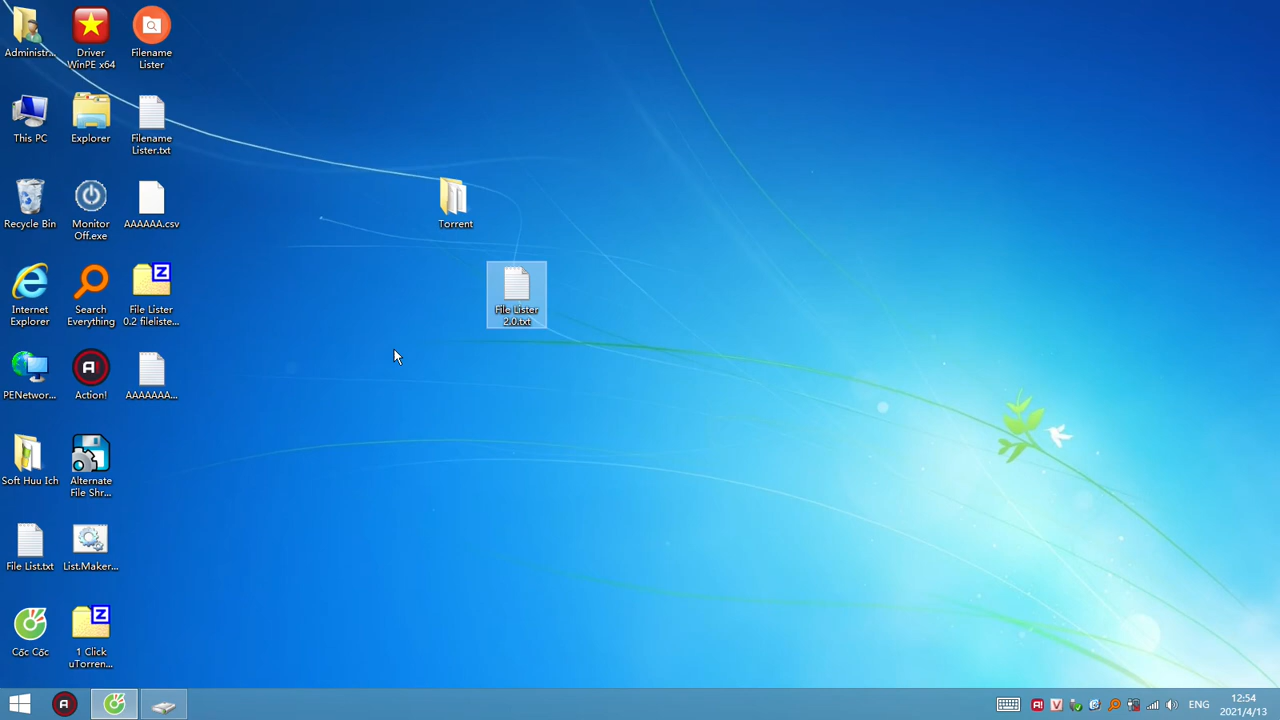 Administr...
Driver
WinPE x64
Filename
Lister
This PC
Explorer
Filename
Lister.txt
Recycle Bin
Monitor
Off.exe
AAAAAA.csv
Torrent
Internet
Explorer
Search
Everything
File Lister
0.2 fileliste...
File Lister
2.0.txt
PENetwor...
Action!
AAAAAAA...
Soft Huu Ich
Alternate
File Shr...
File List.txt
List.Maker...
Cốc Cốc
1 Click
uTorren...
ENG
12:54
2021/4/13